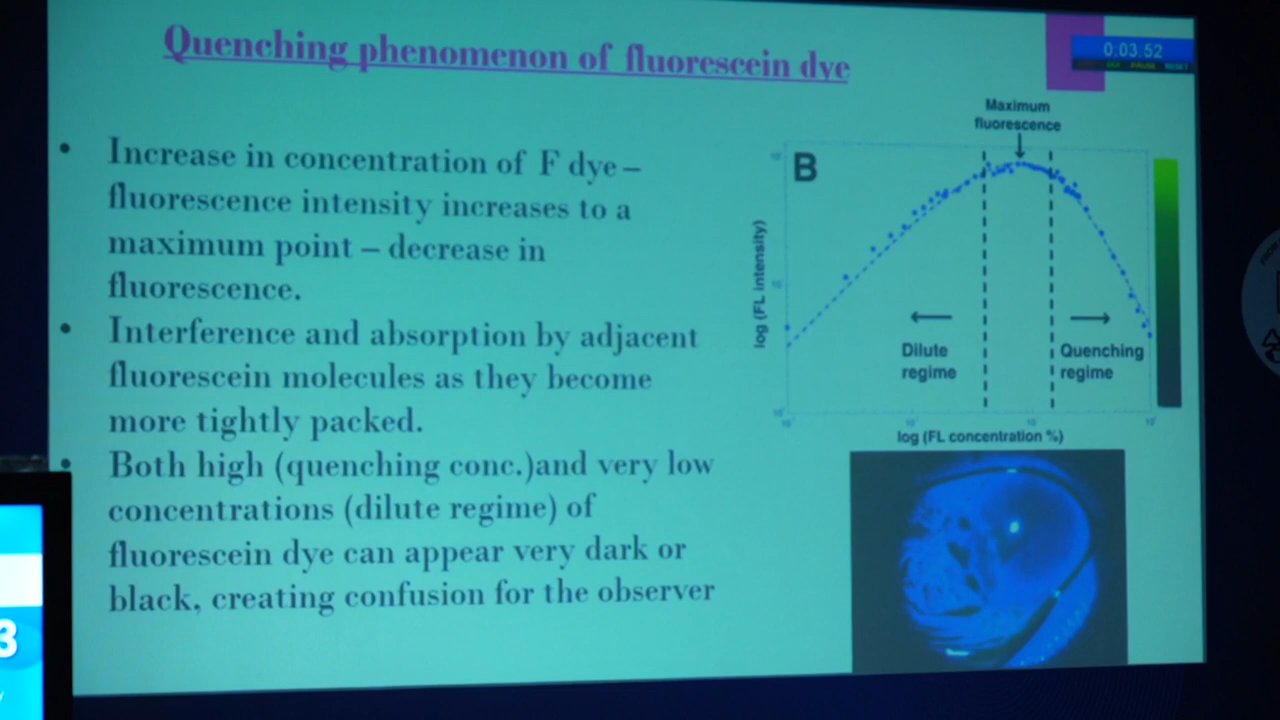 Quenching phenomenon of fluorescein dye
0:03:52
PAUSE RESET
• Increase in concentration of F dye –
fluorescence intensity increases to a
maximum point – decrease in
fluorescence.
• Interference and absorption by adjacent
fluorescein molecules as they become
more tightly packed.
• Both high (quenching conc.)and very low
concentrations (dilute regime) of
fluorescein dye can appear very dark or
black, creating confusion for the observer
Maximum
fluorescence
B
log (FL intensity)
Dilute
regime
Quenching
regime
log (FL concentration %)
3